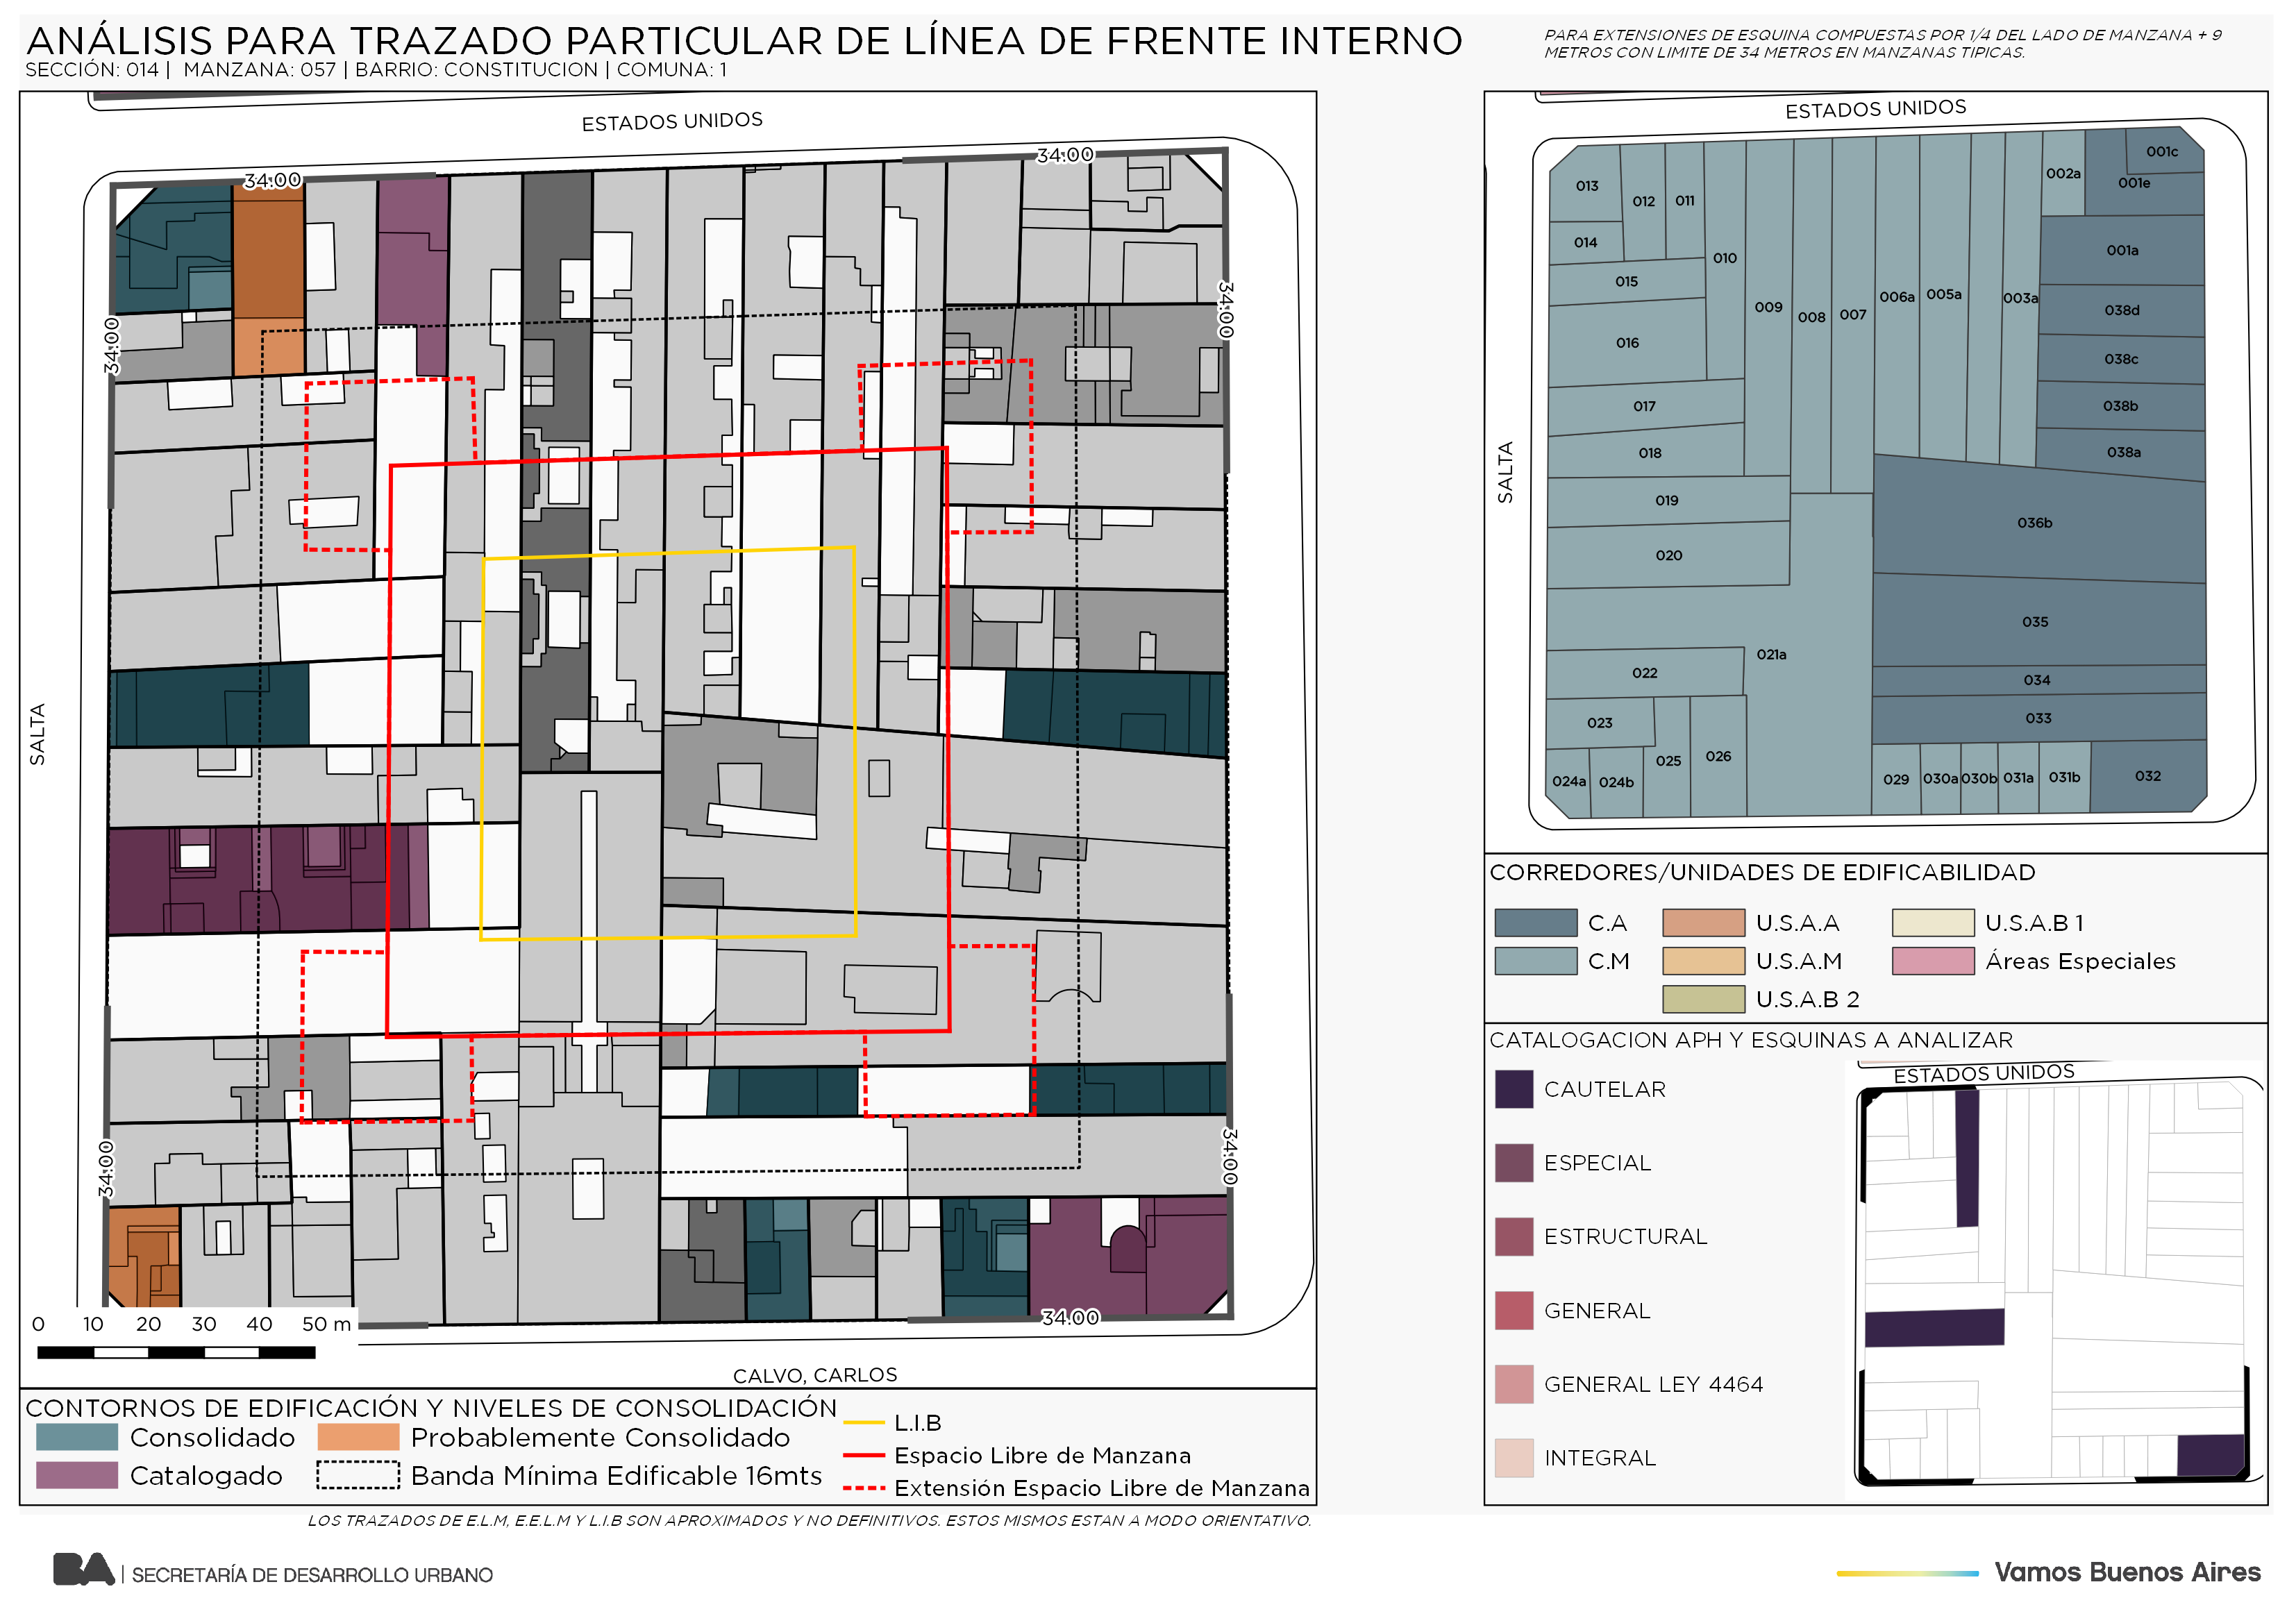 ANÁLISIS PARA TRAZADO PARTICULAR DE LÍNEA DE FRENTE INTERNO
SECCIÓN: 014 | MANZANA: 057 | BARRIO: CONSTITUCION | COMUNA: 1
PARA EXTENSIONES DE ESQUINA COMPUESTAS POR 1/4 DEL LADO DE MANZANA + 9
METROS CON LIMITE DE 34 METROS EN MANZANAS TIPICAS.
ESTADOS UNIDOS
34.00
34.00
34.00
34.00
SALTA
34.00
34.00
34.00
0 10 20 30 40 50 m
CALVO, CARLOS
CONTORNOS DE EDIFICACIÓN Y NIVELES DE CONSOLIDACIÓN
Consolidado
Probablemente Consolidado
Catalogado
Banda Mínima Edificable 16mts
L.I.B
Espacio Libre de Manzana
Extensión Espacio Libre de Manzana
ESTADOS UNIDOS
SALTA
001c
002a
001e
013
012
011
014
001a
010
015
003a
006a
005a
009
008
007
038d
016
038c
017
038b
018
038a
019
036b
020
035
021a
022
034
023
033
025
026
024a
024b
029
030a
030b
031a
031b
032
CORREDORES/UNIDADES DE EDIFICABILIDAD
C.A
U.S.A.A
U.S.A.B 1
C.M
U.S.A.M
Áreas Especiales
U.S.A.B 2
CATALOGACION APH Y ESQUINAS A ANALIZAR
ESTADOS UNIDOS
CAUTELAR
ESPECIAL
ESTRUCTURAL
GENERAL
GENERAL LEY 4464
INTEGRAL
LOS TRAZADOS DE E.L.M, E.E.L.M Y L.I.B SON APROXIMADOS Y NO DEFINITIVOS. ESTOS MISMOS ESTAN A MODO ORIENTATIVO.
BA | SECRETARÍA DE DESARROLLO URBANO
Vamos Buenos Aires